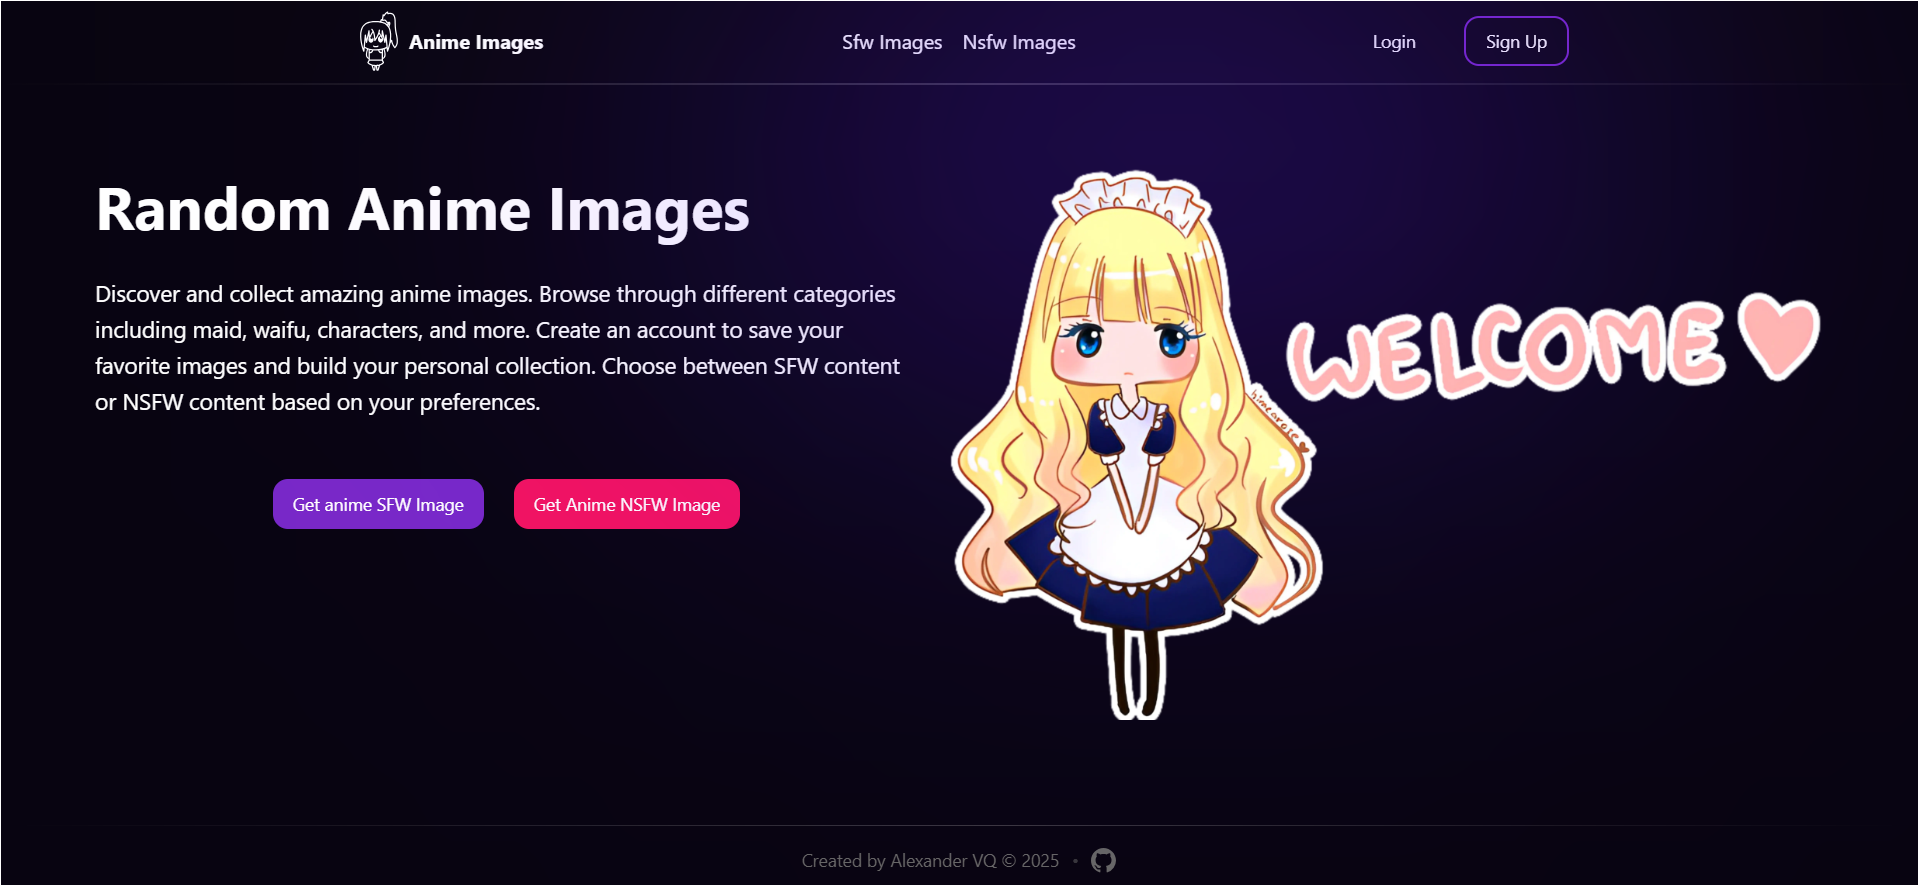 Anime Images
Sfw Images
Nsfw Images
Login
Sign Up
Random Anime Images
Discover and collect amazing anime images. Browse through different categories
including maid, waifu, characters, and more. Create an account to save your
favorite images and build your personal collection. Choose between SFW content
or NSFW content based on your preferences.
Get anime SFW Image
Get Anime NSFW Image
WELCOME
Created by Alexander VQ © 2025 •